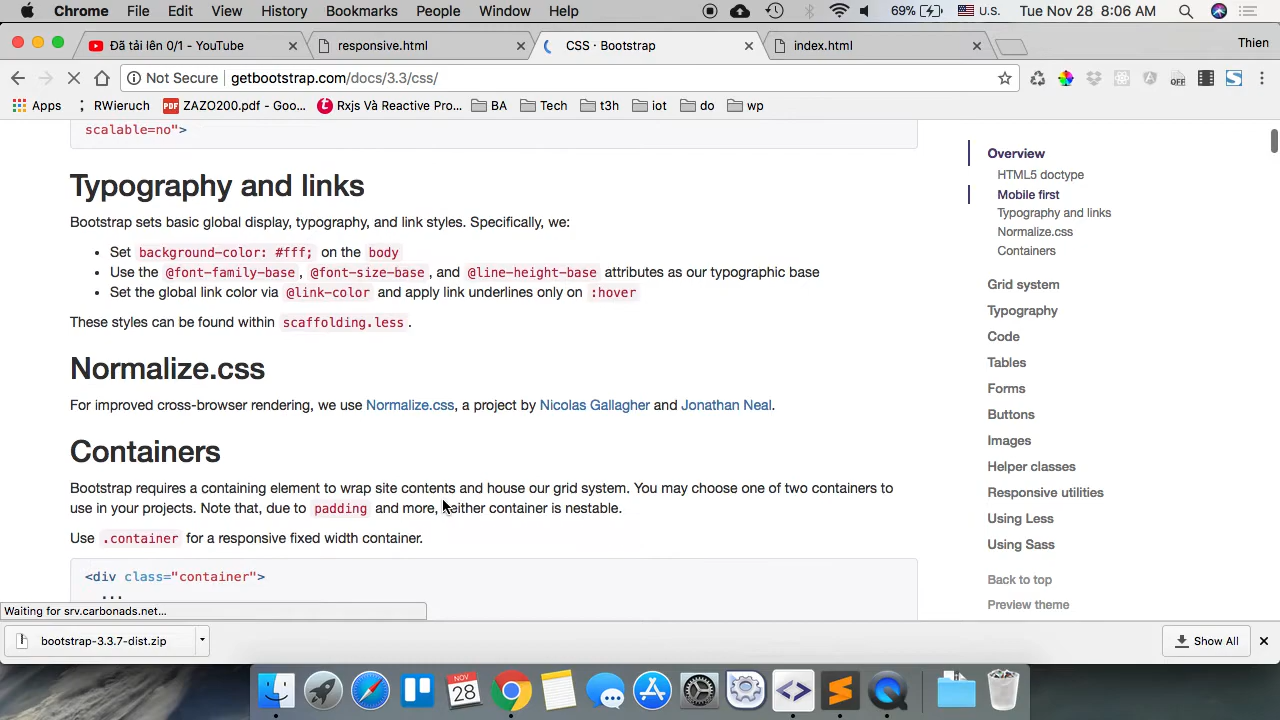 Chrome File Edit View History Bookmarks People Window Help 69% U.S. Tue Nov 28 8:06 AM
Đã tải lên 0/1 - YouTube responsive.html CSS · Bootstrap index.html Thien
Not Secure getbootstrap.com/docs/3.3/css/
Apps RWieruch PDF ZAZO200.pdf - Goo... Rxjs Và Reactive Pro... BA Tech t3h iot do wp
scalable=no">
Typography and links
Bootstrap sets basic global display, typography, and link styles. Specifically, we:
• Set background-color: #fff; on the body
• Use the @font-family-base, @font-size-base, and @line-height-base attributes as our typographic base
• Set the global link color via @link-color and apply link underlines only on :hover
These styles can be found within scaffolding.less.
Normalize.css
For improved cross-browser rendering, we use Normalize.css, a project by Nicolas Gallagher and Jonathan Neal.
Containers
Bootstrap requires a containing element to wrap site contents and house our grid system. You may choose one of two containers to
use in your projects. Note that, due to padding and more, neither container is nestable.
Use .container for a responsive fixed width container.
<div class="container">
...
Overview
HTML5 doctype
Mobile first
Typography and links
Normalize.css
Containers
Grid system
Typography
Code
Tables
Forms
Buttons
Images
Helper classes
Responsive utilities
Using Less
Using Sass
Back to top
Preview theme
Waiting for srv.carbonads.net...
bootstrap-3.3.7-dist.zip Show All
NOV
28